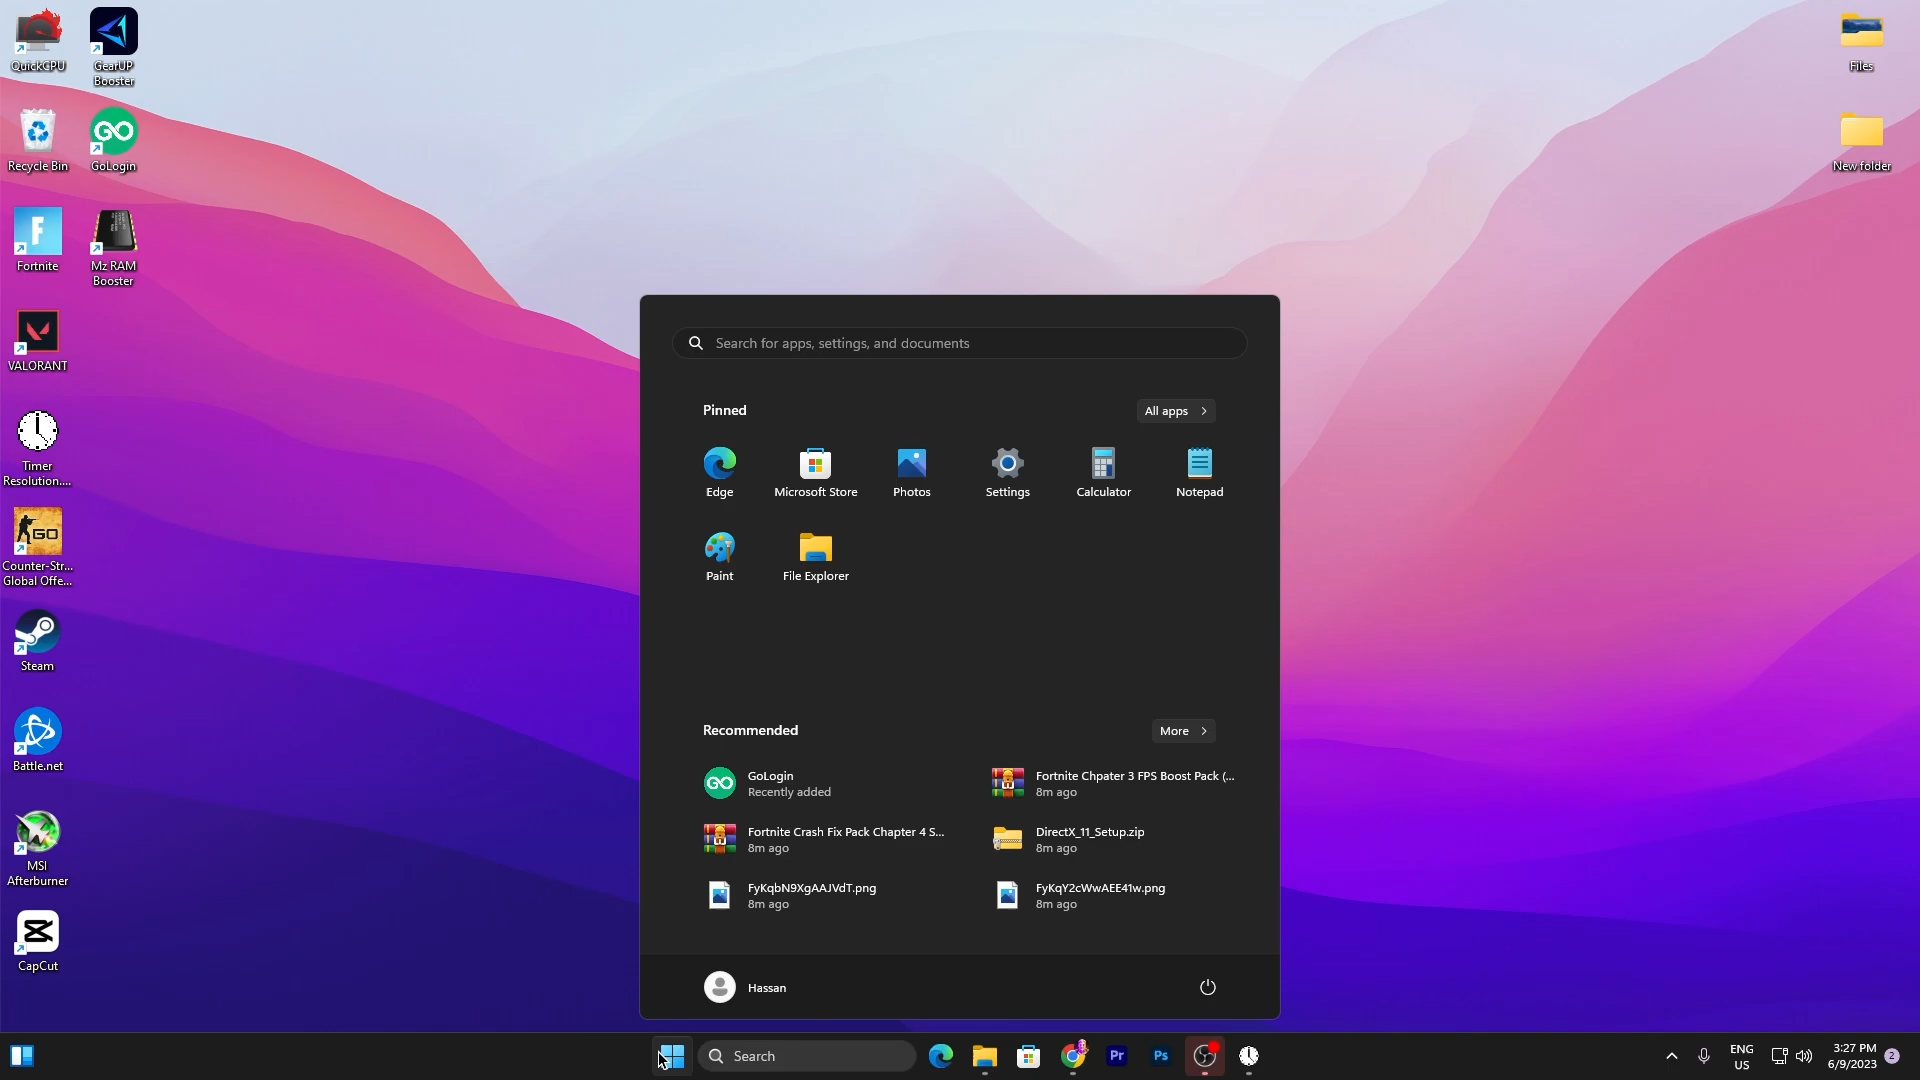 QuickCPU
GearUP
Booster
Recycle Bin
GoLogin
Fortnite
Mz RAM
Booster
VALORANT
Timer
Resolution....
GO
Counter-Str...
Global Offe...
Steam
Battle.net
MSI
Afterburner
CapCut
Files
New folder
Search for apps, settings, and documents
Pinned
All apps
Edge
Microsoft Store
Photos
Settings
Calculator
Notepad
Paint
File Explorer
Recommended
More
GO
GoLogin
Recently added
Fortnite Chpater 3 FPS Boost Pack (...
8m ago
Fortnite Crash Fix Pack Chapter 4 S...
8m ago
DirectX_11_Setup.zip
8m ago
FyKqbN9XgAAJVdT.png
8m ago
FyKqY2cWwAEE41w.png
8m ago
Hassan
Search
Pr
Ps
ENG
US
3:27 PM
6/9/2023
2